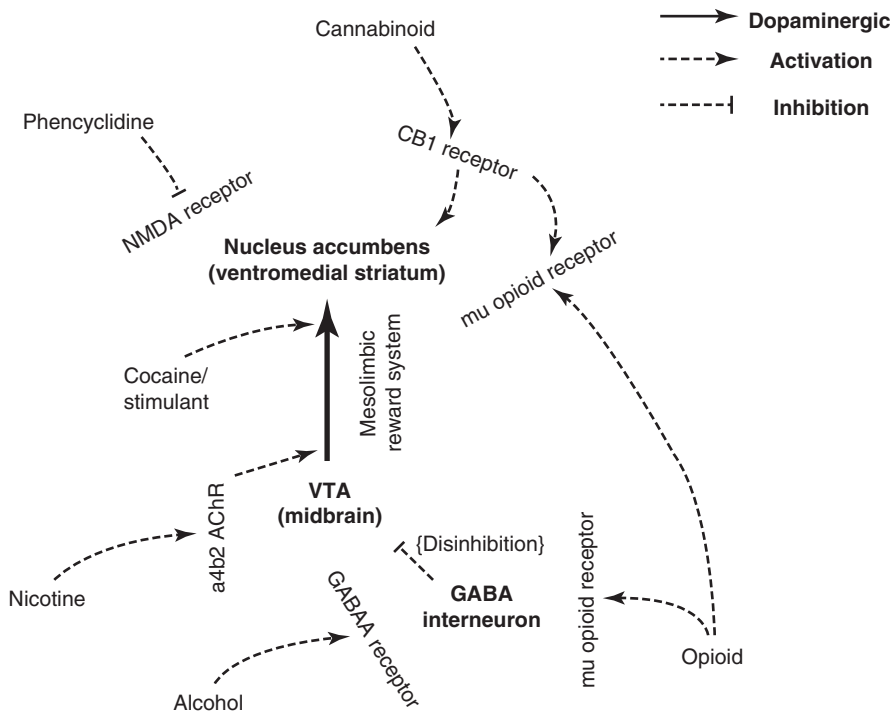 Cannabinoid
Dopaminergic
Activation
Inhibition
Phencyclidine
CB1 receptor
NMDA receptor
Nucleus accumbens
(ventromedial striatum)
mu opioid receptor
Cocaine/
stimulant
Mesolimbic
reward system
VTA
(midbrain)
a4b2 AChR
{Disinhibition}
GABA
interneuron
mu opioid receptor
Nicotine
GABAA receptor
Opioid
Alcohol